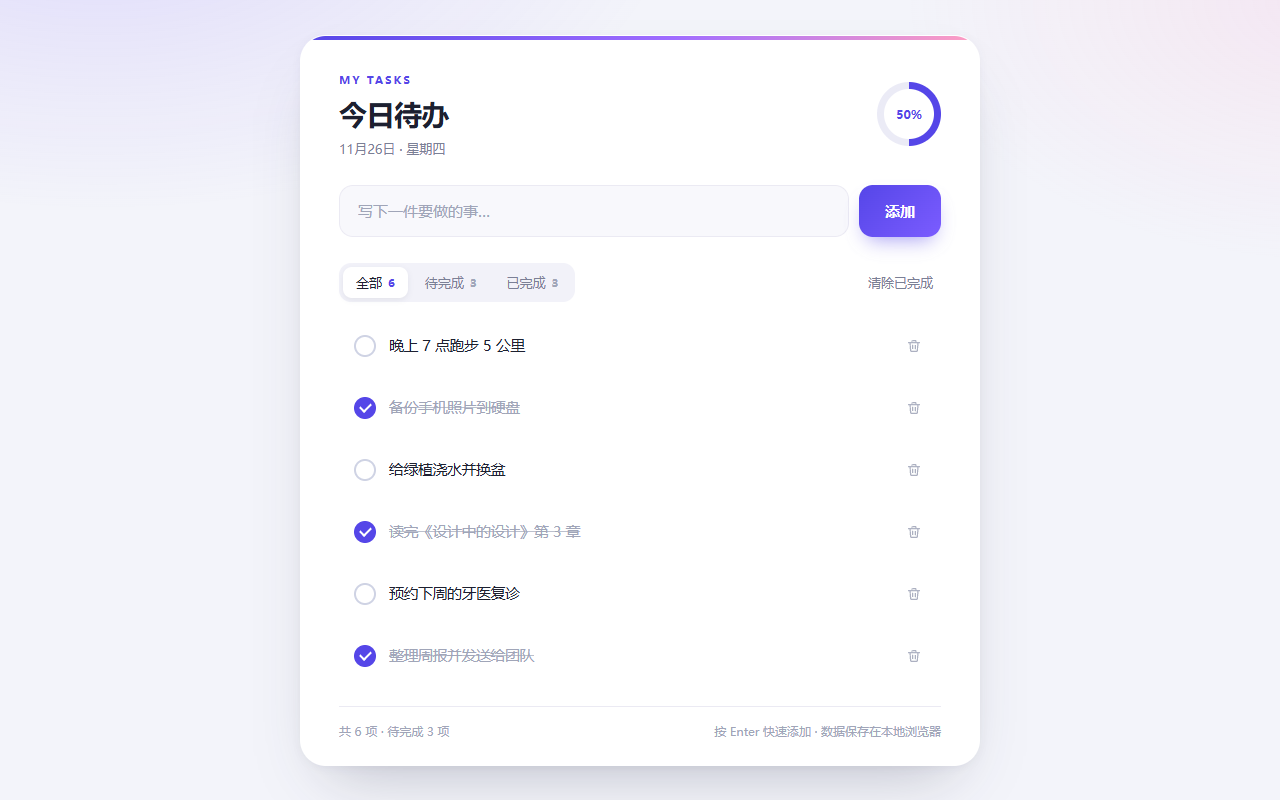 MY TASKS
今日待办
11月26日 · 星期四
50%
写下一件要做的事...
添加
全部 6
待完成 3
已完成 3
清除已完成
晚上 7 点跑步 5 公里
备份手机照片到硬盘
给绿植浇水并换盆
读完《设计中的设计》第 3 章
预约下周的牙医复诊
整理周报并发送给团队
共 6 项 · 待完成 3 项
按 Enter 快速添加 · 数据保存在本地浏览器